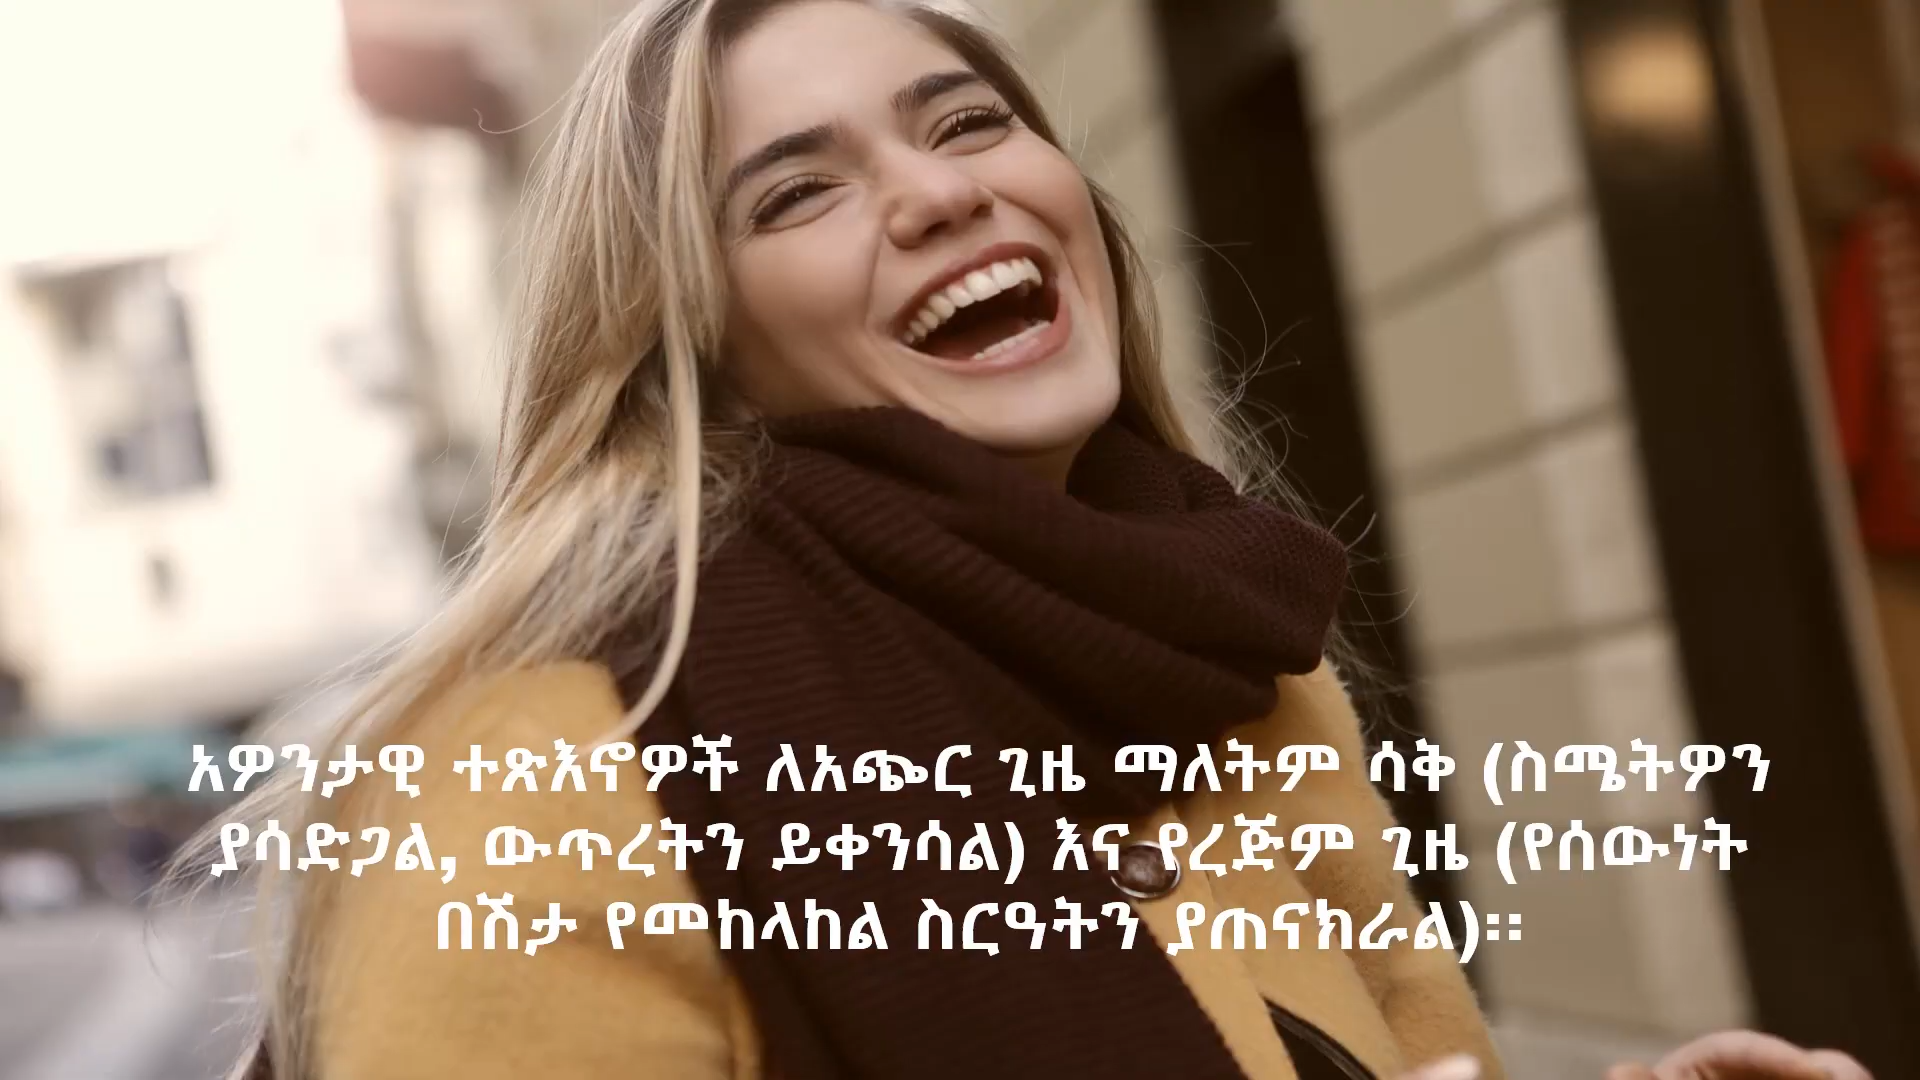 አዎንታዊ ተጽእኖዎች ለአጭር ጊዜ ማለትም ሳቅ (ስሜትዎን
ያሳድጋል, ውጥረትን ይቀንሳል) እና የረጅም ጊዜ (የሰውነት
በሽታ የመከላከል ስርዓትን ያጠናክራል)።